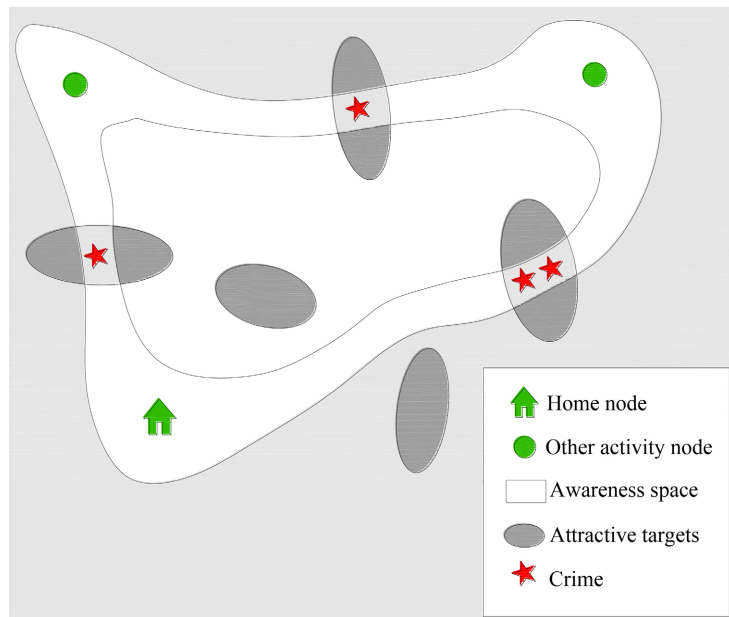 Home node
Other activity node
Awareness space
Attractive targets
Crime